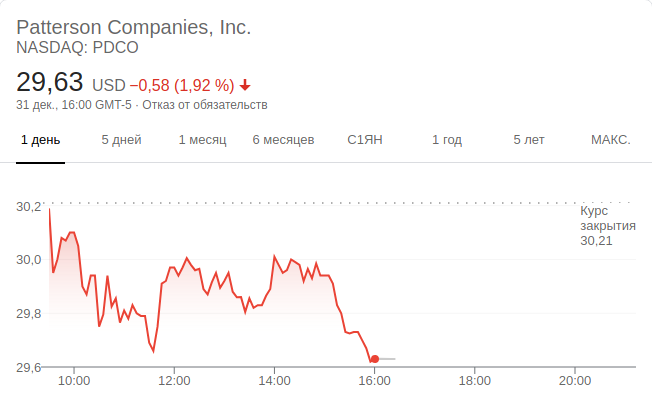 Patterson Companies, Inc.
NASDAQ: PDCO
29,63 USD −0,58 (1,92 %)
31 дек., 16:00 GMT-5 · Отказ от обязательств
1 день 5 дней 1 месяц 6 месяцев С1ЯН 1 год 5 лет МАКС.
30,2
Курс
закрытия
30,21
30,0
29,8
29,6
10:00 12:00 14:00 16:00 18:00 20:00